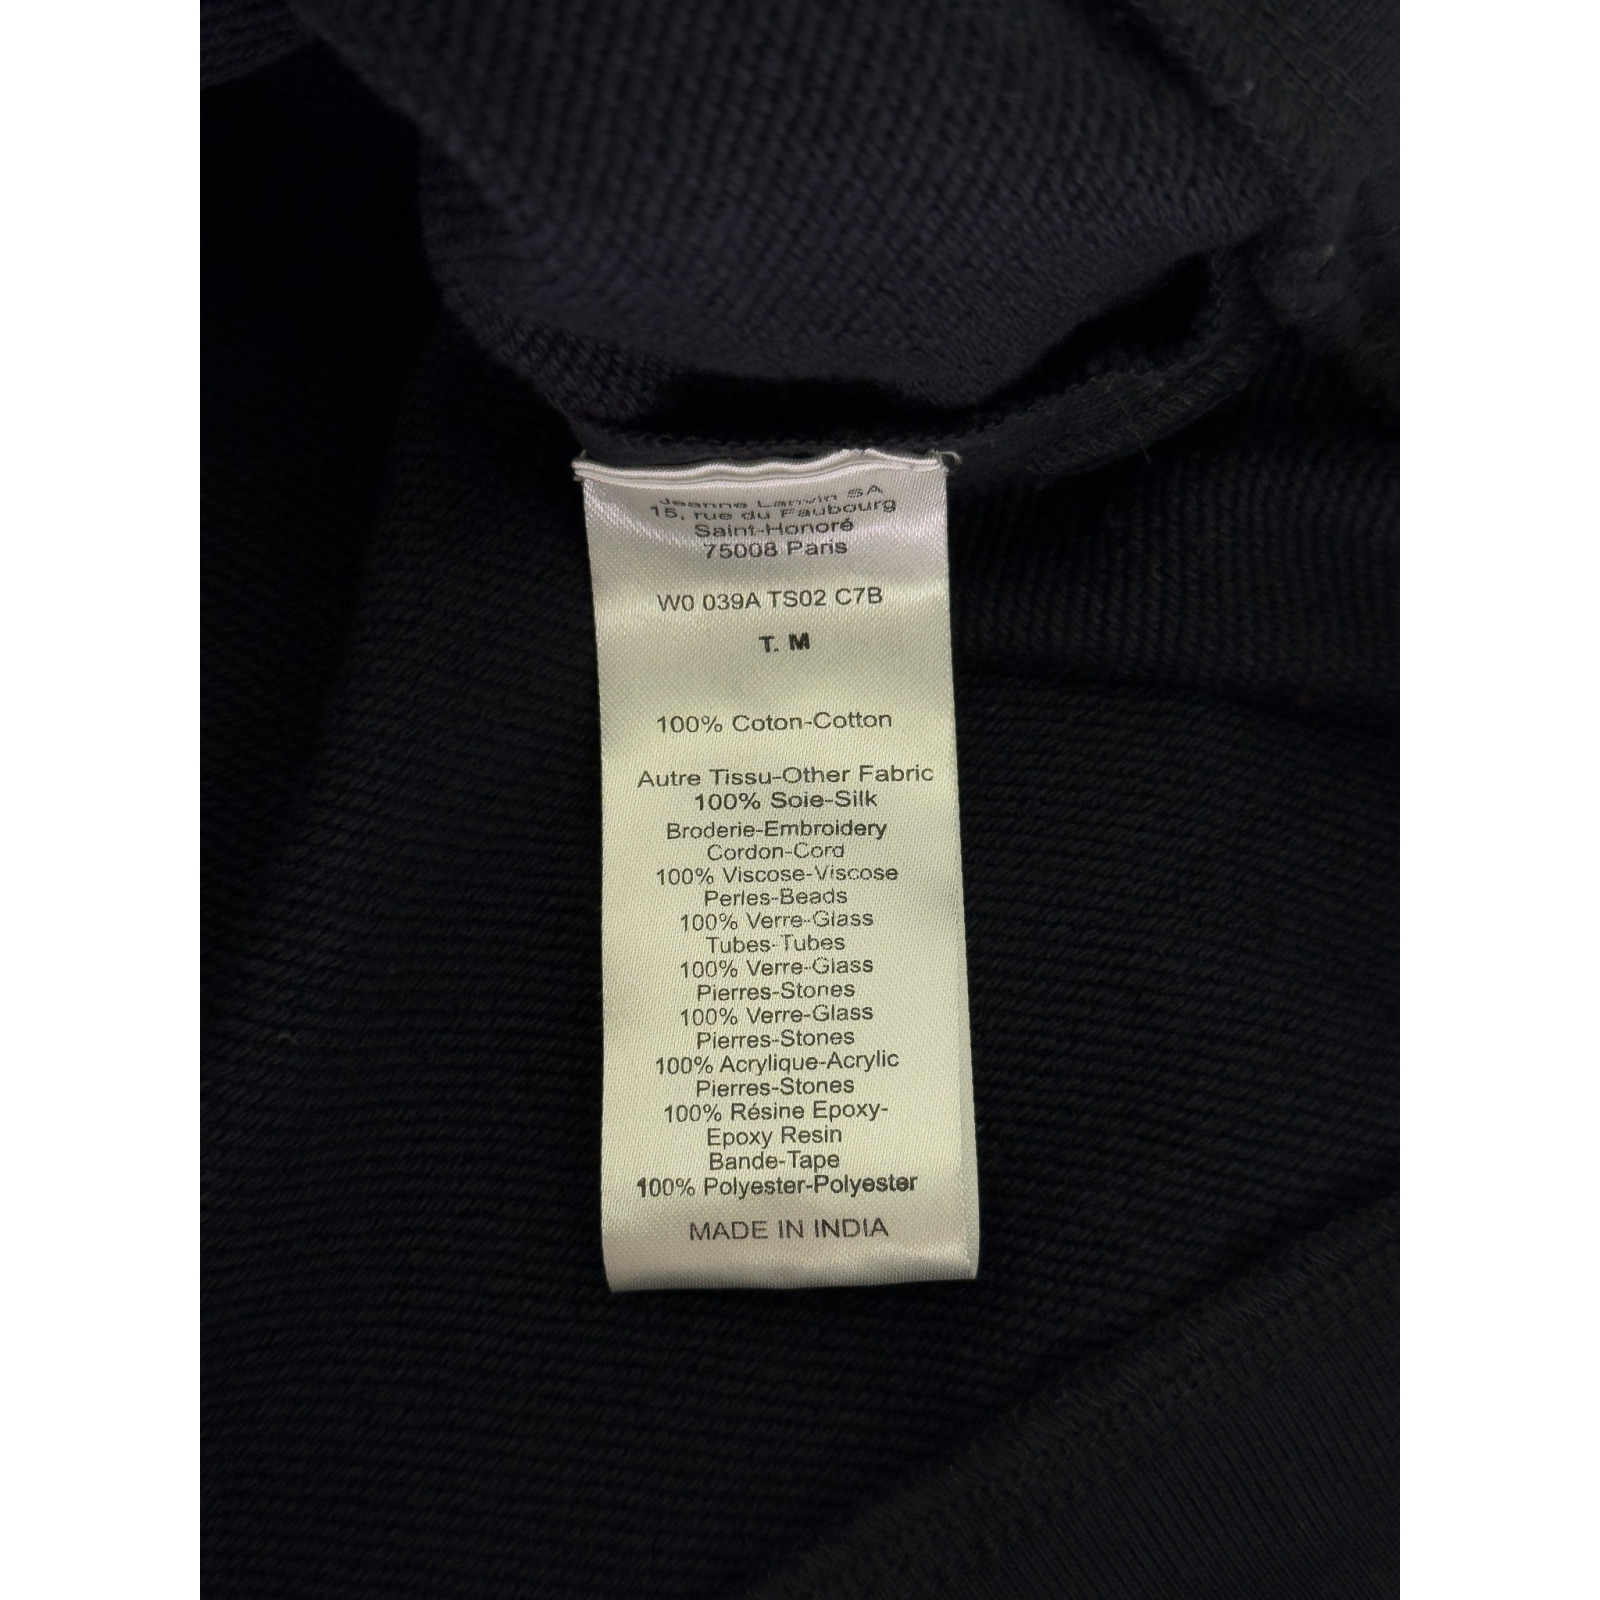 Jeanne Lanvin SA
15, rue du Faubourg
Saint-Honoré
75008 Paris
W0 039A TS02 C7B
T. M
100% Coton-Cotton
Autre Tissu-Other Fabric
100% Soie-Silk
Broderie-Embroidery
Cordon-Cord
100% Viscose-Viscose
Perles-Beads
100% Verre-Glass
Tubes-Tubes
100% Verre-Glass
Pierres-Stones
100% Verre-Glass
Pierres-Stones
100% Acrylique-Acrylic
Pierres-Stones
100% Résine Epoxy-
Epoxy Resin
Bande-Tape
100% Polyester-Polyester
MADE IN INDIA